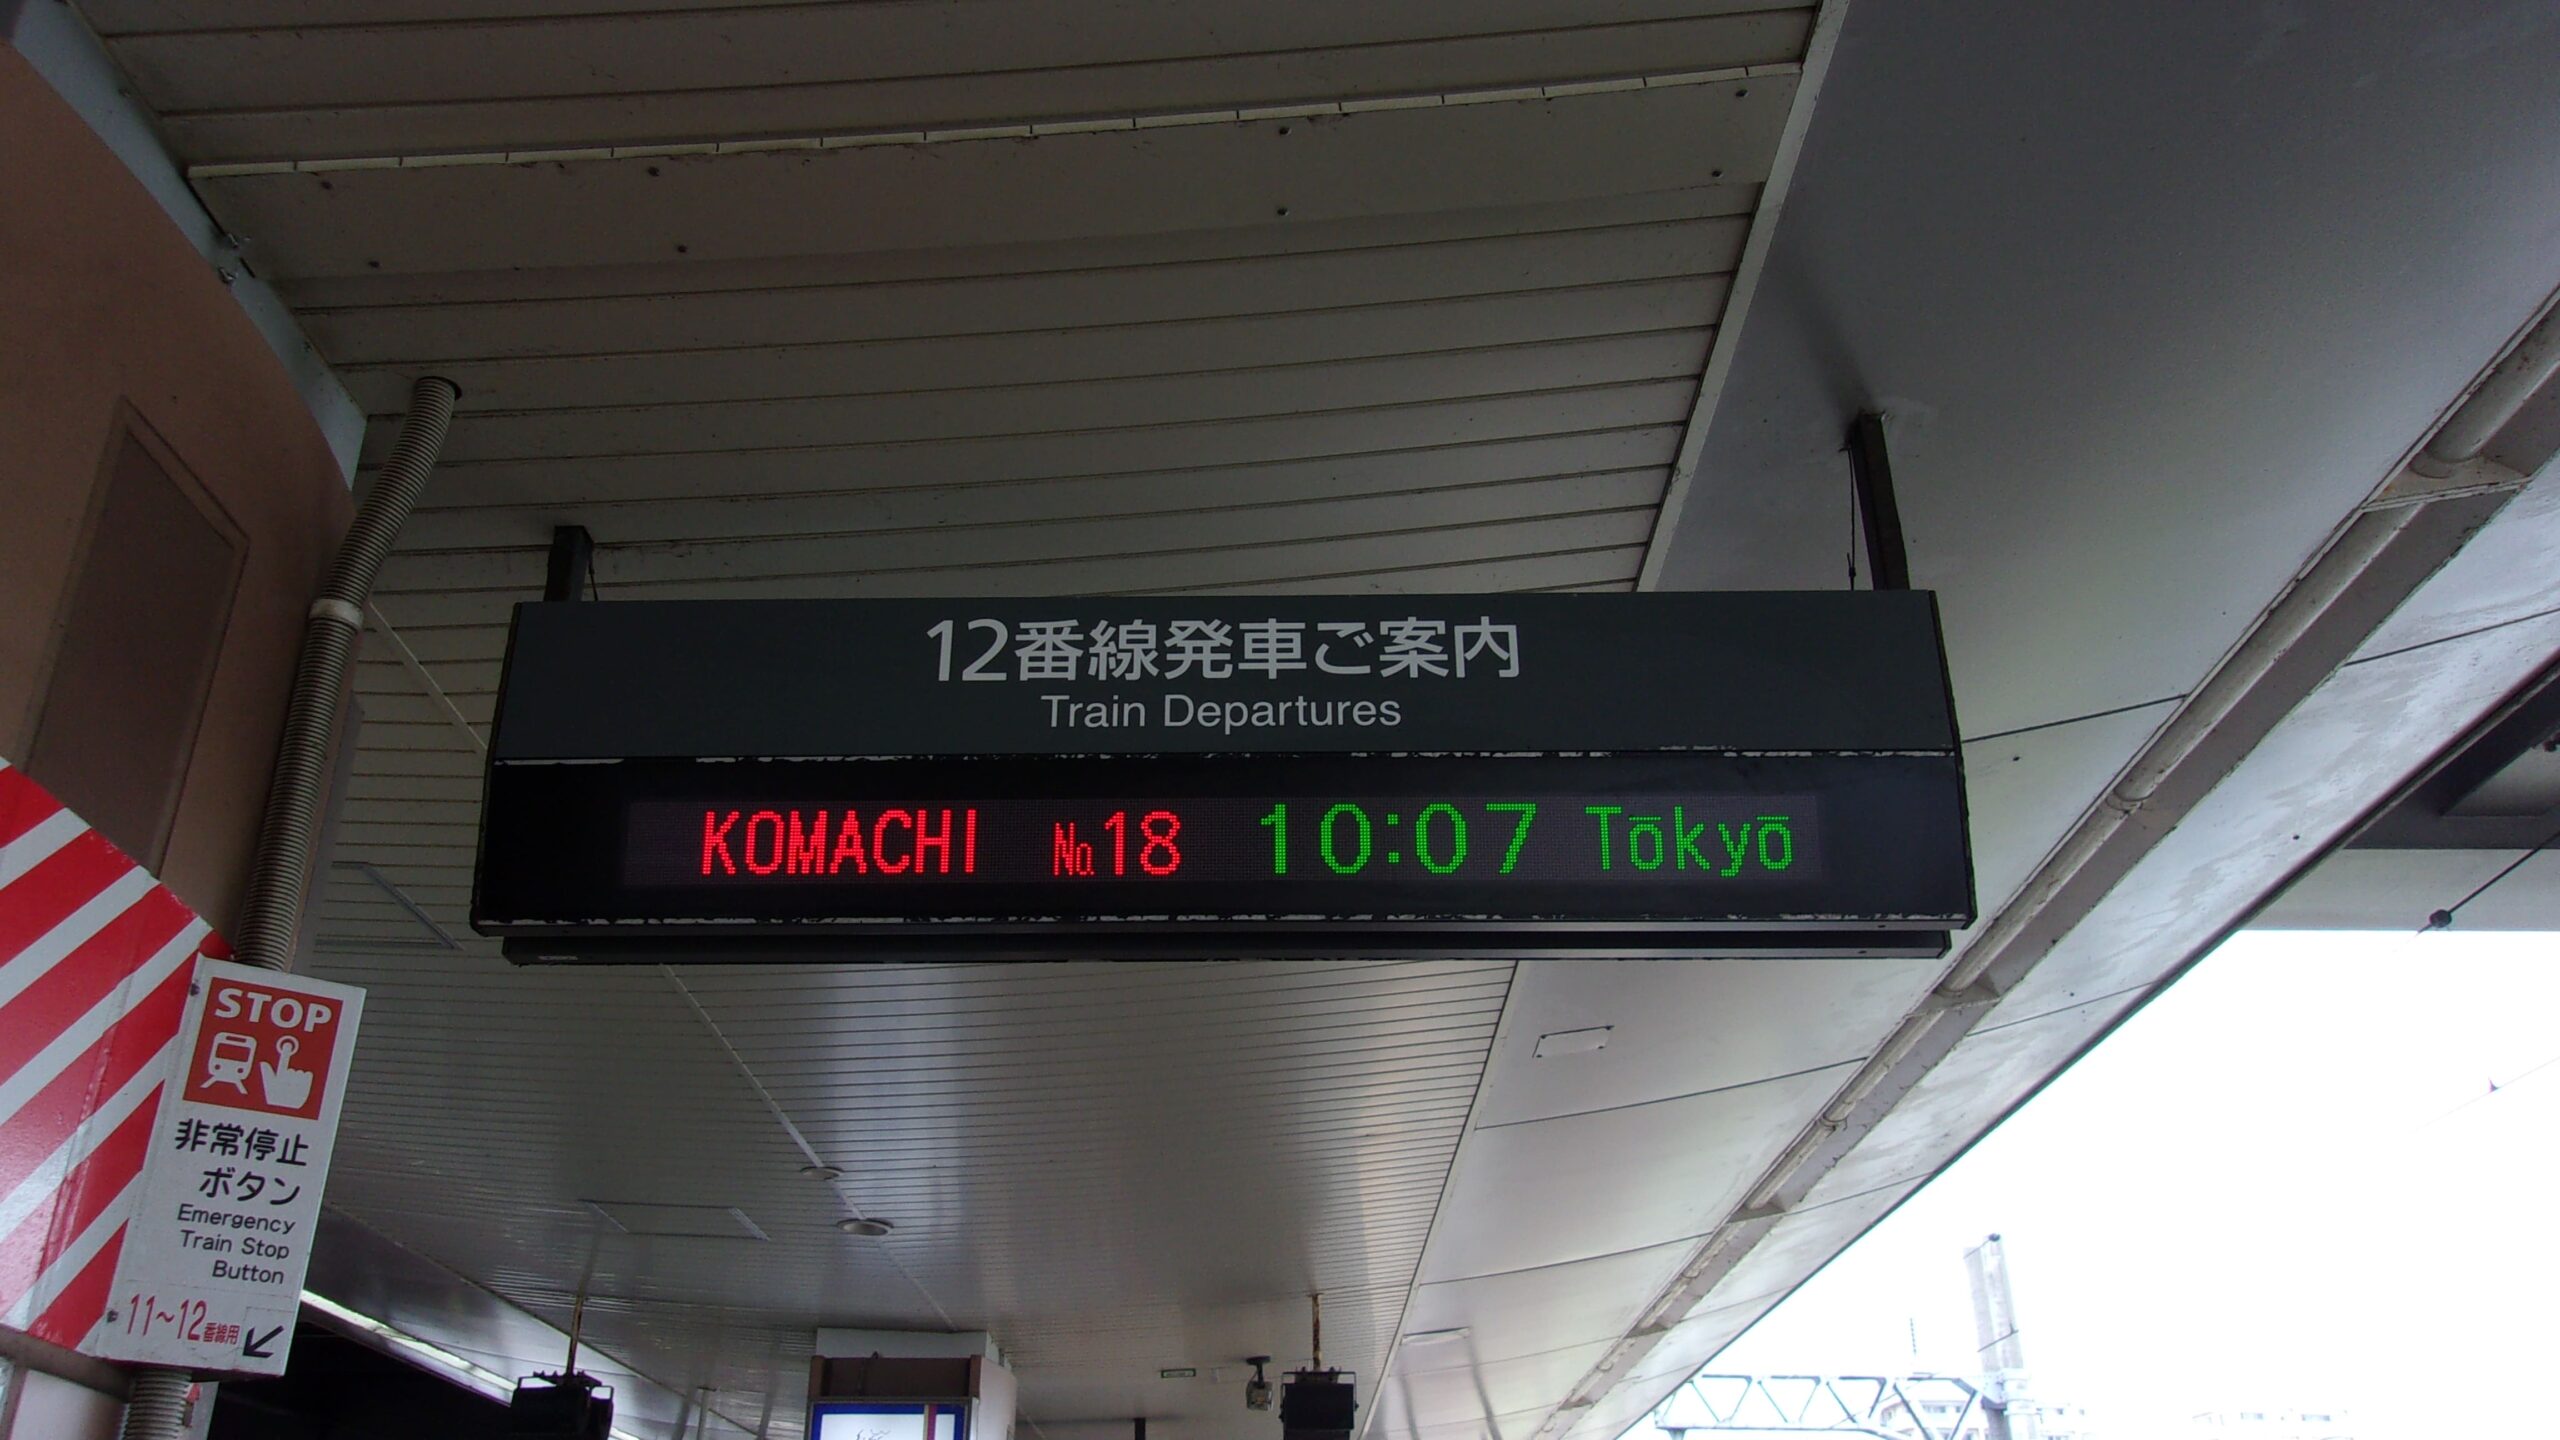 12番線発車ご案内
Train Departures
KOMACHI №18 10:07 Tōkyō
STOP
非常停止
ボタン
Emergency
Train Stop
Button
11~12番線用